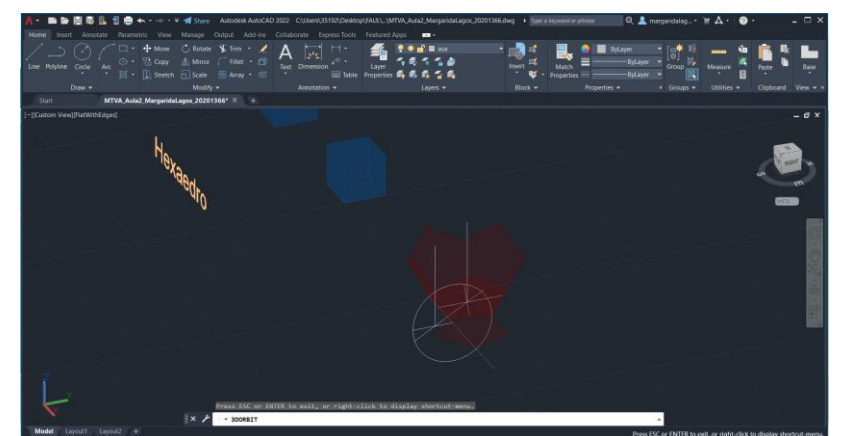 Share Autodesk AutoCAD 2022 C:\Users\35192\Desktop\FAUL\...\MTVA_Aula2_MargaridaLagos_20201366.dwg Type a keyword or phrase margaridalag...
Home Insert Annotate Parametric View Manage Output Add-ins Collaborate Express Tools Featured Apps
Move Rotate Trim aux ByLayer
Copy Mirror Fillet ByLayer
Stretch Scale Array Table ByLayer
Line Polyline Circle Arc Text Dimension Layer Properties Insert Match Properties Group Measure Paste Base
Draw Modify Annotation Layers Block Properties Groups Utilities Clipboard View
Start MTVA_Aula2_MargaridaLagos_20201366*
[-][Custom View][FlatWithEdges]
Hexaedro
RIGHT
S E
Press ESC or ENTER to exit, or right-click to display shortcut-menu.
3DORBIT
Model Layout1 Layout2 +
Press ESC or ENTER to exit, or right-click to display shortcut-menu.